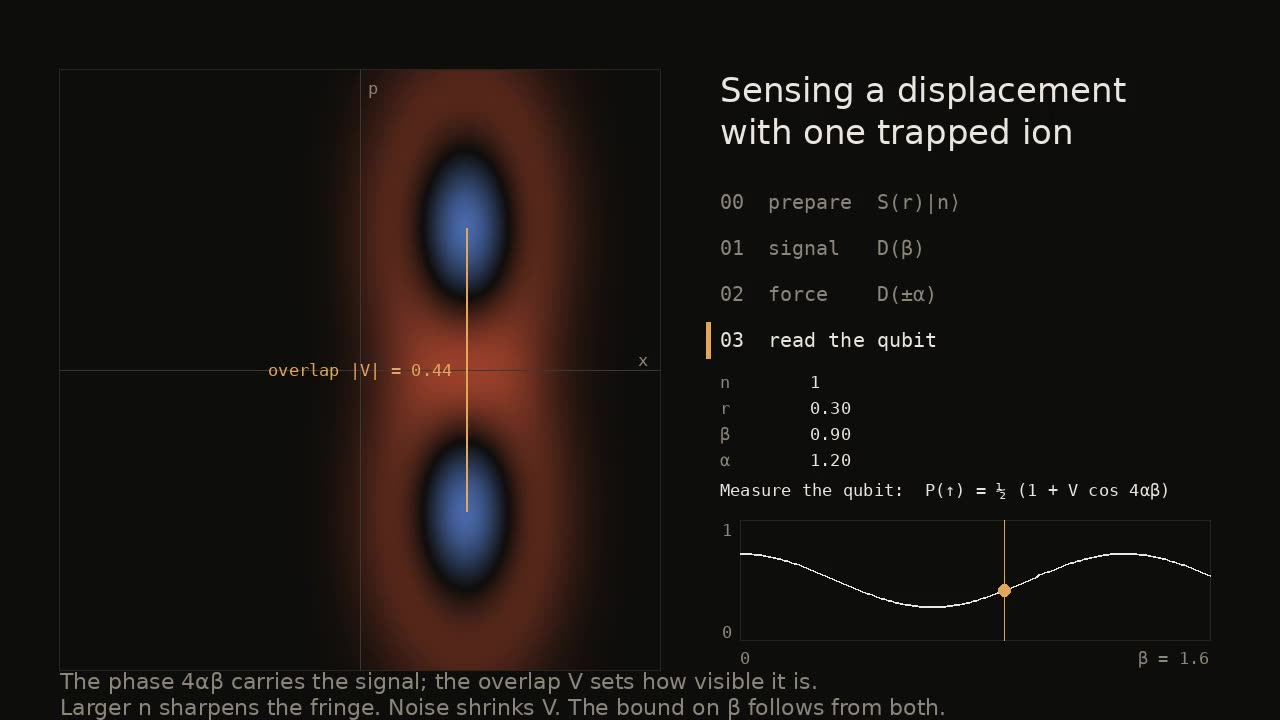 p
x
overlap |V| = 0.44
Sensing a displacement
with one trapped ion
00 prepare S(r)|n⟩
01 signal D(β)
02 force D(±α)
03 read the qubit
n 1
r 0.30
β 0.90
α 1.20
Measure the qubit: P(↑) = ½ (1 + V cos 4αβ)
1
0
0 β = 1.6
The phase 4αβ carries the signal; the overlap V sets how visible it is.
Larger n sharpens the fringe. Noise shrinks V. The bound on β follows from both.